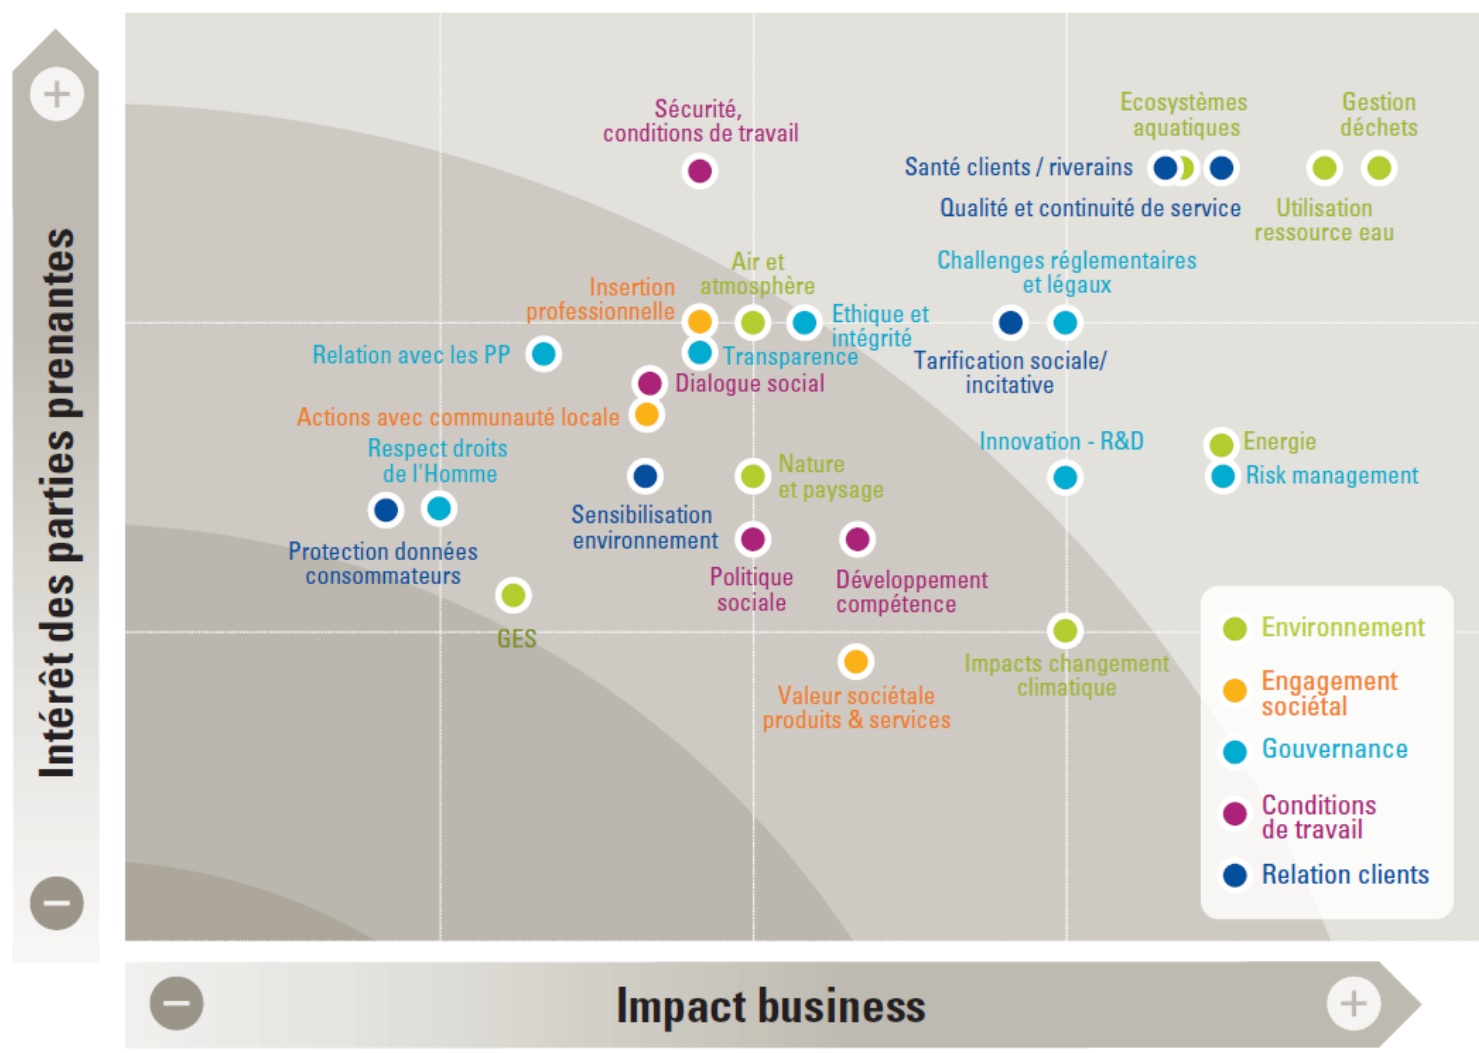 Intérêt des parties prenantes
Sécurité,
conditions de travail
Ecosystèmes
aquatiques
Gestion
déchets
Santé clients / riverains
Qualité et continuité de service
Utilisation
ressource eau
Air et
atmosphère
Challenges réglementaires
et légaux
Insertion
professionnelle
Ethique et
intégrité
Relation avec les PP
Transparence
Tarification sociale/
incitative
Dialogue social
Actions avec communauté locale
Respect droits
de l'Homme
Innovation - R&D
Energie
Nature
et paysage
Risk management
Sensibilisation
environnement
Protection données
consommateurs
Politique
sociale
Développement
compétence
GES
Impacts changement
climatique
Valeur sociétale
produits & services
Environnement
Engagement
sociétal
Gouvernance
Conditions
de travail
Relation clients
Impact business